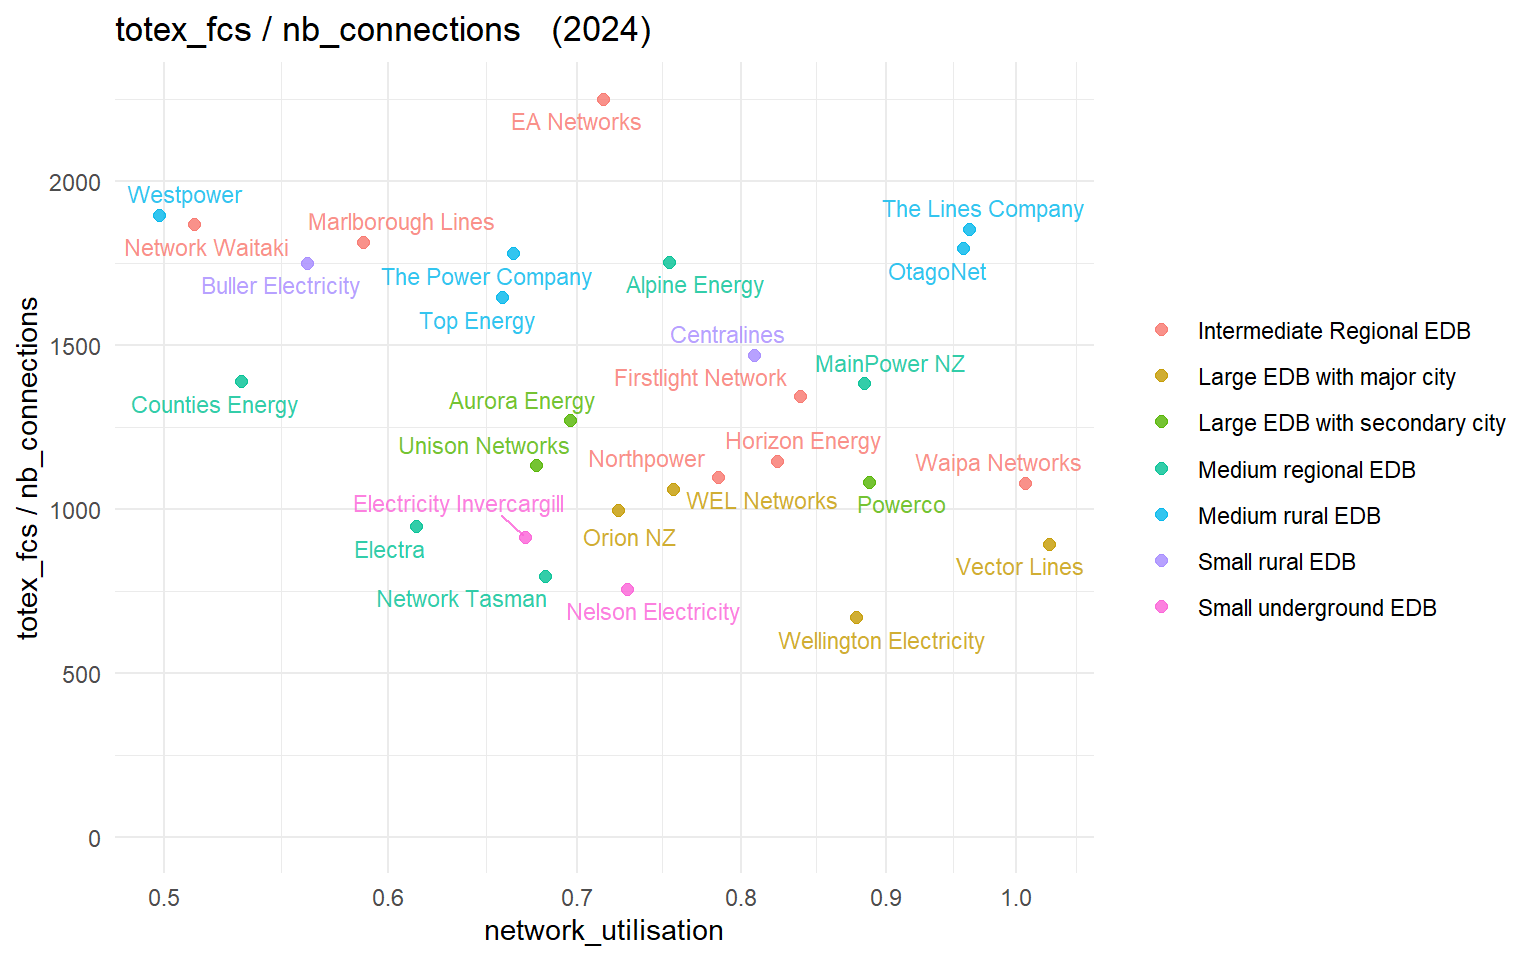 totex_fcs / nb_connections   (2024)
totex_fcs / nb_connections
2000
1500
1000
500
0
EA Networks
Westpower
The Lines Company
Marlborough Lines
Network Waitaki
OtagoNet
The Power Company
Buller Electricity
Alpine Energy
Top Energy
Centralines
MainPower NZ
Firstlight Network
Aurora Energy
Counties Energy
Horizon Energy
Unison Networks
Northpower
Waipa Networks
WEL Networks
Electricity Invercargill
Powerco
Orion NZ
Electra
Vector Lines
Network Tasman
Nelson Electricity
Wellington Electricity
0.5
0.6
0.7
0.8
0.9
1.0
network_utilisation
Intermediate Regional EDB
Large EDB with major city
Large EDB with secondary city
Medium regional EDB
Medium rural EDB
Small rural EDB
Small underground EDB